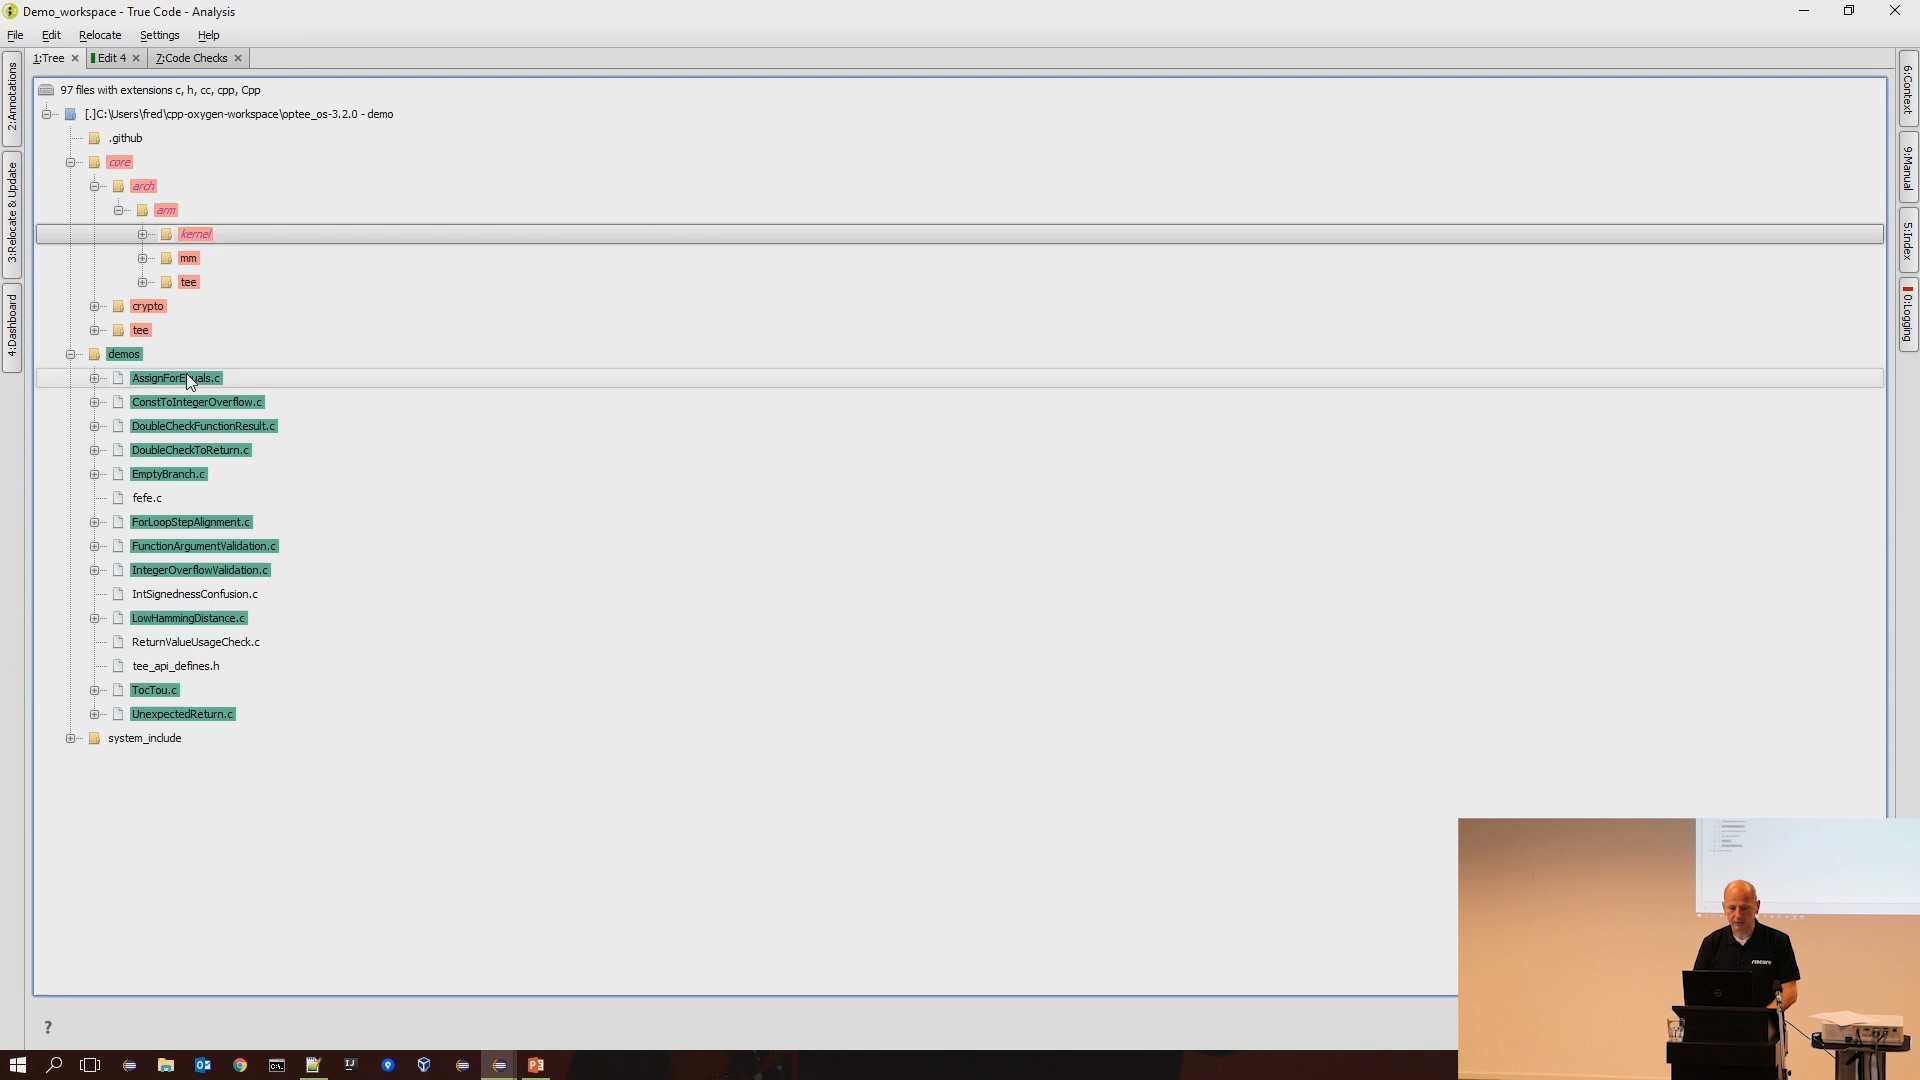 Demo_workspace - True Code - Analysis
File Edit Relocate Settings Help
1:Tree Edit 4 7:Code Checks
2:Annotations
3:Relocate & Update
4:Dashboard
97 files with extensions c, h, cc, cpp, Cpp
[.]C:\Users\fred\cpp-oxygen-workspace\optee_os-3.2.0 - demo
.github
core
arch
arm
kernel
mm
tee
crypto
tee
demos
AssignForEquals.c
ConstToIntegerOverflow.c
DoubleCheckFunctionResult.c
DoubleCheckToReturn.c
EmptyBranch.c
fefe.c
ForLoopStepAlignment.c
FunctionArgumentValidation.c
IntegerOverflowValidation.c
IntSignednessConfusion.c
LowHammingDistance.c
ReturnValueUsageCheck.c
tee_api_defines.h
TocTou.c
UnexpectedReturn.c
system_include
6:Context
9:Manual
5:Index
0:Logging
?
riscure